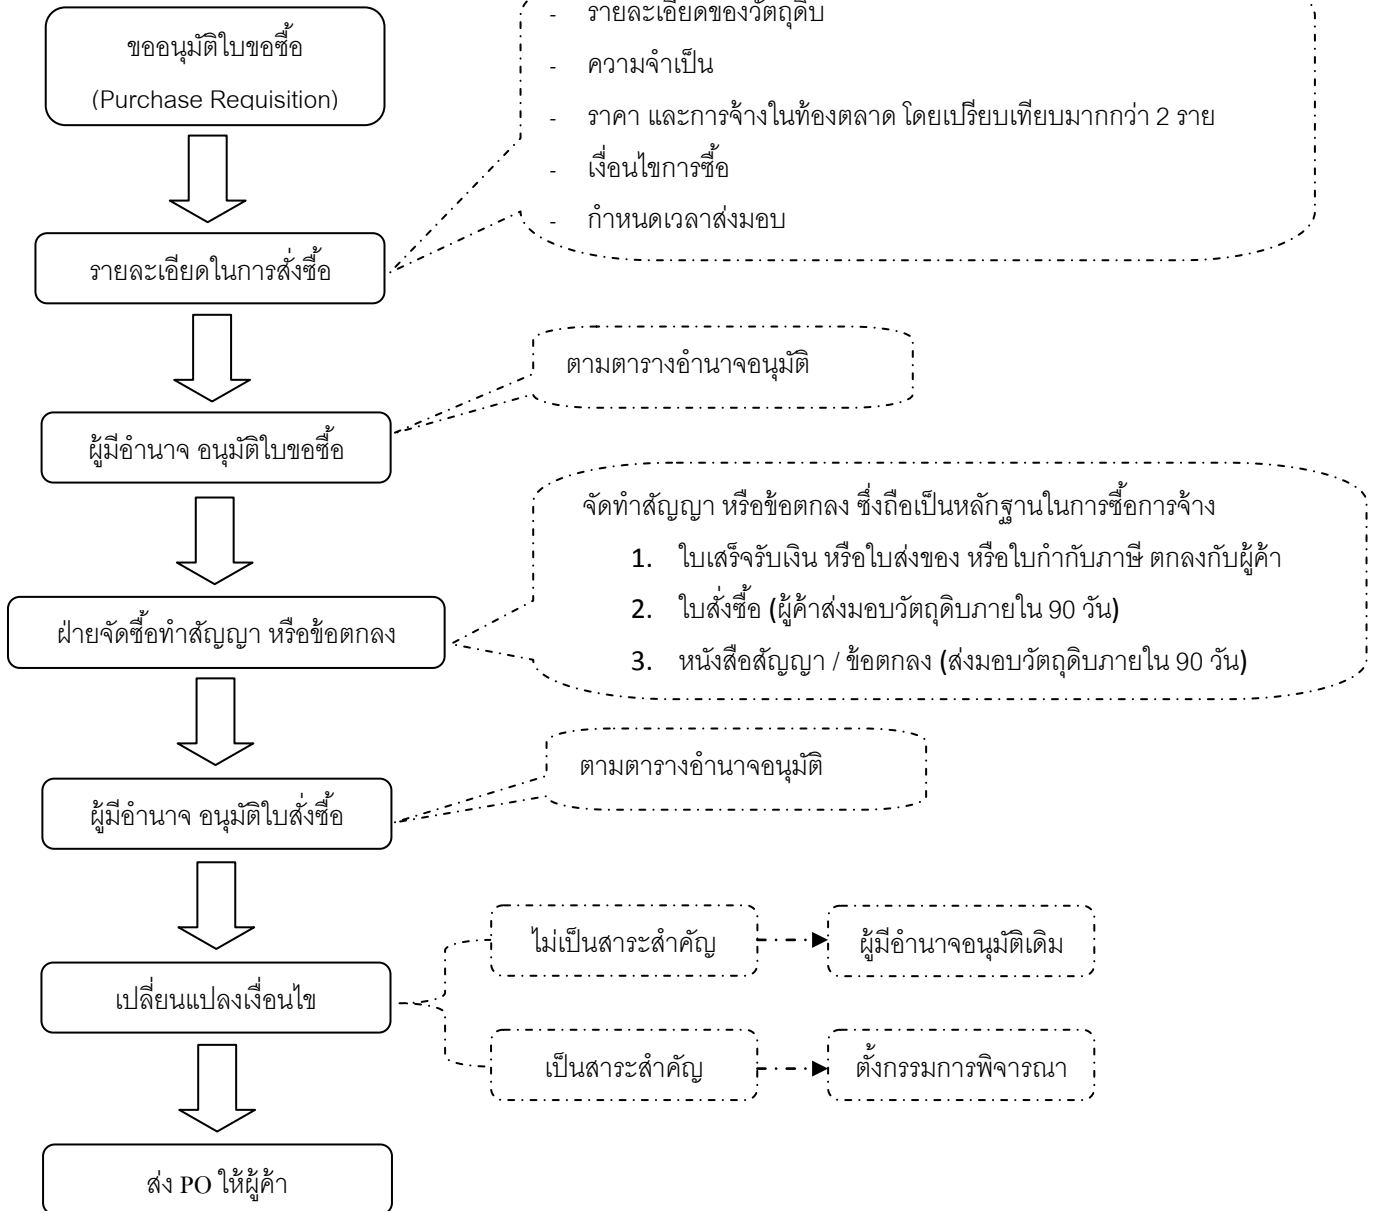 ขออนุมัติใบขอซื้อ
(Purchase Requisition)
- รายละเอียดของวัตถุดิบ
- ความจำเป็น
- ราคา และการจ้างในท้องตลาด โดยเปรียบเทียบมากกว่า 2 ราย
- เงื่อนไขการซื้อ
- กำหนดเวลาส่งมอบ
รายละเอียดในการสั่งซื้อ
ตามตารางอำนาจอนุมัติ
ผู้มีอำนาจ อนุมัติใบขอซื้อ
จัดทำสัญญา หรือข้อตกลง ซึ่งถือเป็นหลักฐานในการซื้อการจ้าง
1. ใบเสร็จรับเงิน หรือใบส่งของ หรือใบกำกับภาษี ตกลงกับผู้ค้า
2. ใบสั่งซื้อ (ผู้ค้าส่งมอบวัตถุดิบภายใน 90 วัน)
3. หนังสือสัญญา / ข้อตกลง (ส่งมอบวัตถุดิบภายใน 90 วัน)
ฝ่ายจัดซื้อทำสัญญา หรือข้อตกลง
ตามตารางอำนาจอนุมัติ
ผู้มีอำนาจ อนุมัติใบสั่งซื้อ
ไม่เป็นสาระสำคัญ
ผู้มีอำนาจอนุมัติเดิม
เปลี่ยนแปลงเงื่อนไข
เป็นสาระสำคัญ
ตั้งกรรมการพิจารณา
ส่ง PO ให้ผู้ค้า